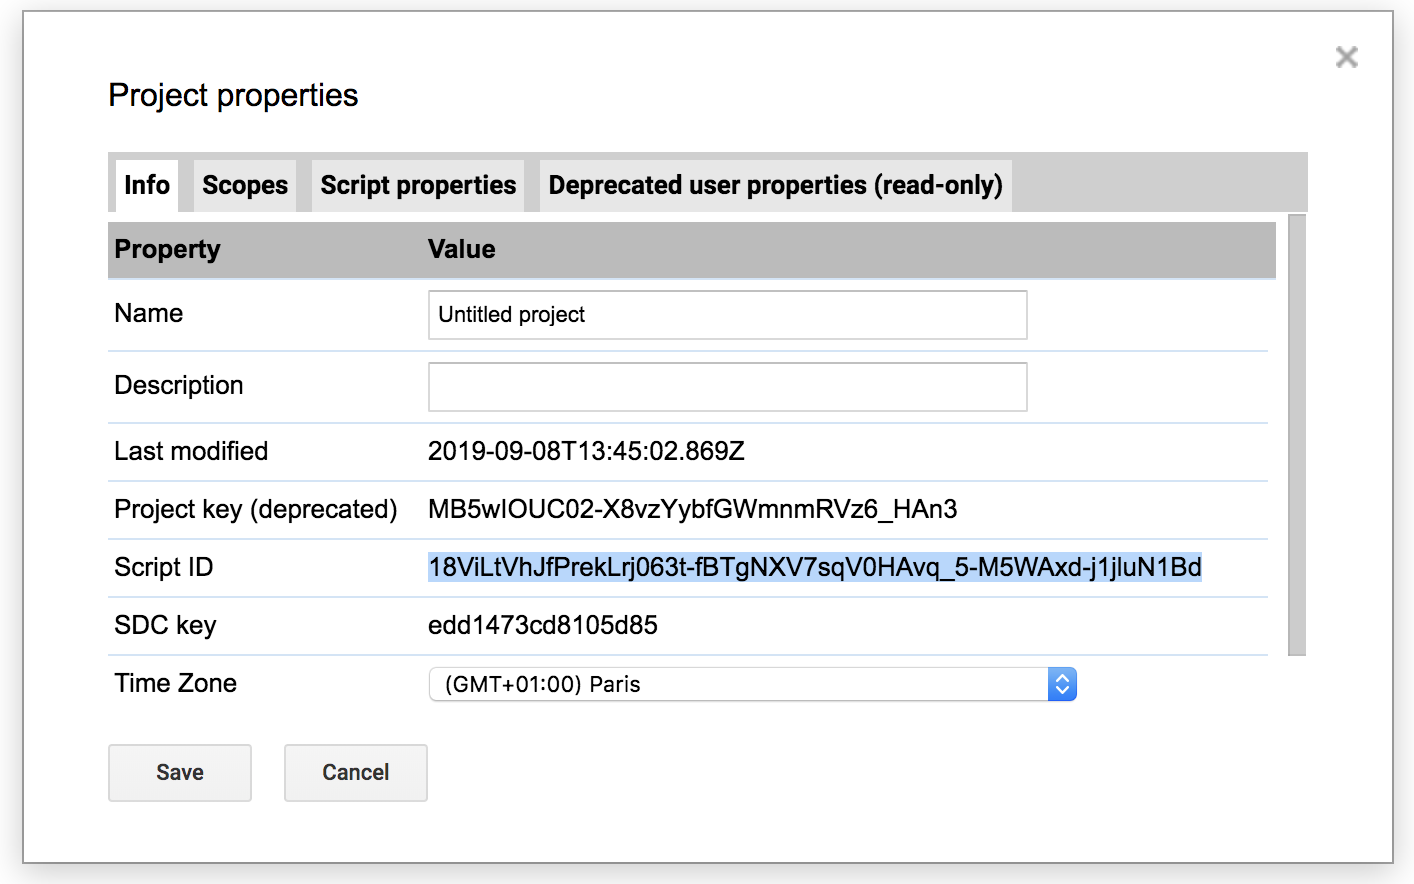 Project properties
Info Scopes Script properties Deprecated user properties (read-only)
Property Value
Name Untitled project
Description
Last modified 2019-09-08T13:45:02.869Z
Project key (deprecated) MB5wIOUC02-X8vzYybfGWmnmRVz6_HAn3
Script ID 18ViLtVhJfPrekLrj063t-fBTgNXV7sqV0HAvq_5-M5WAxd-j1jluN1Bd
SDC key edd1473cd8105d85
Time Zone (GMT+01:00) Paris
Save Cancel